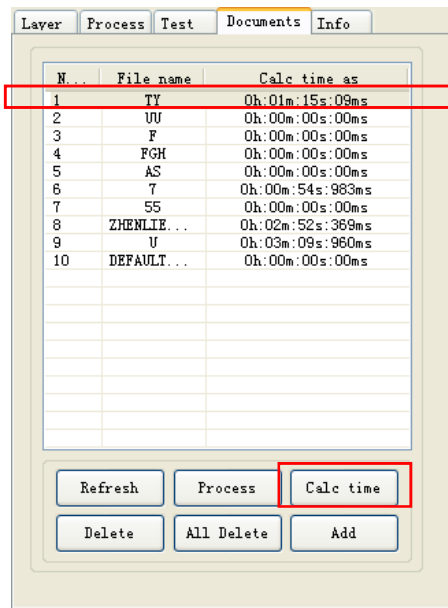 Layer Process Test Documents Info
N... File name Calc time as
1 TY 0h:01m:15s:09ms
2 UU 0h:00m:00s:00ms
3 F 0h:00m:00s:00ms
4 FGH 0h:00m:00s:00ms
5 AS 0h:00m:00s:00ms
6 7 0h:00m:54s:983ms
7 55 0h:00m:00s:00ms
8 ZHENLIE... 0h:02m:52s:369ms
9 U 0h:03m:09s:960ms
10 DEFAULT... 0h:00m:00s:00ms
Refresh Process Calc time
Delete All Delete Add